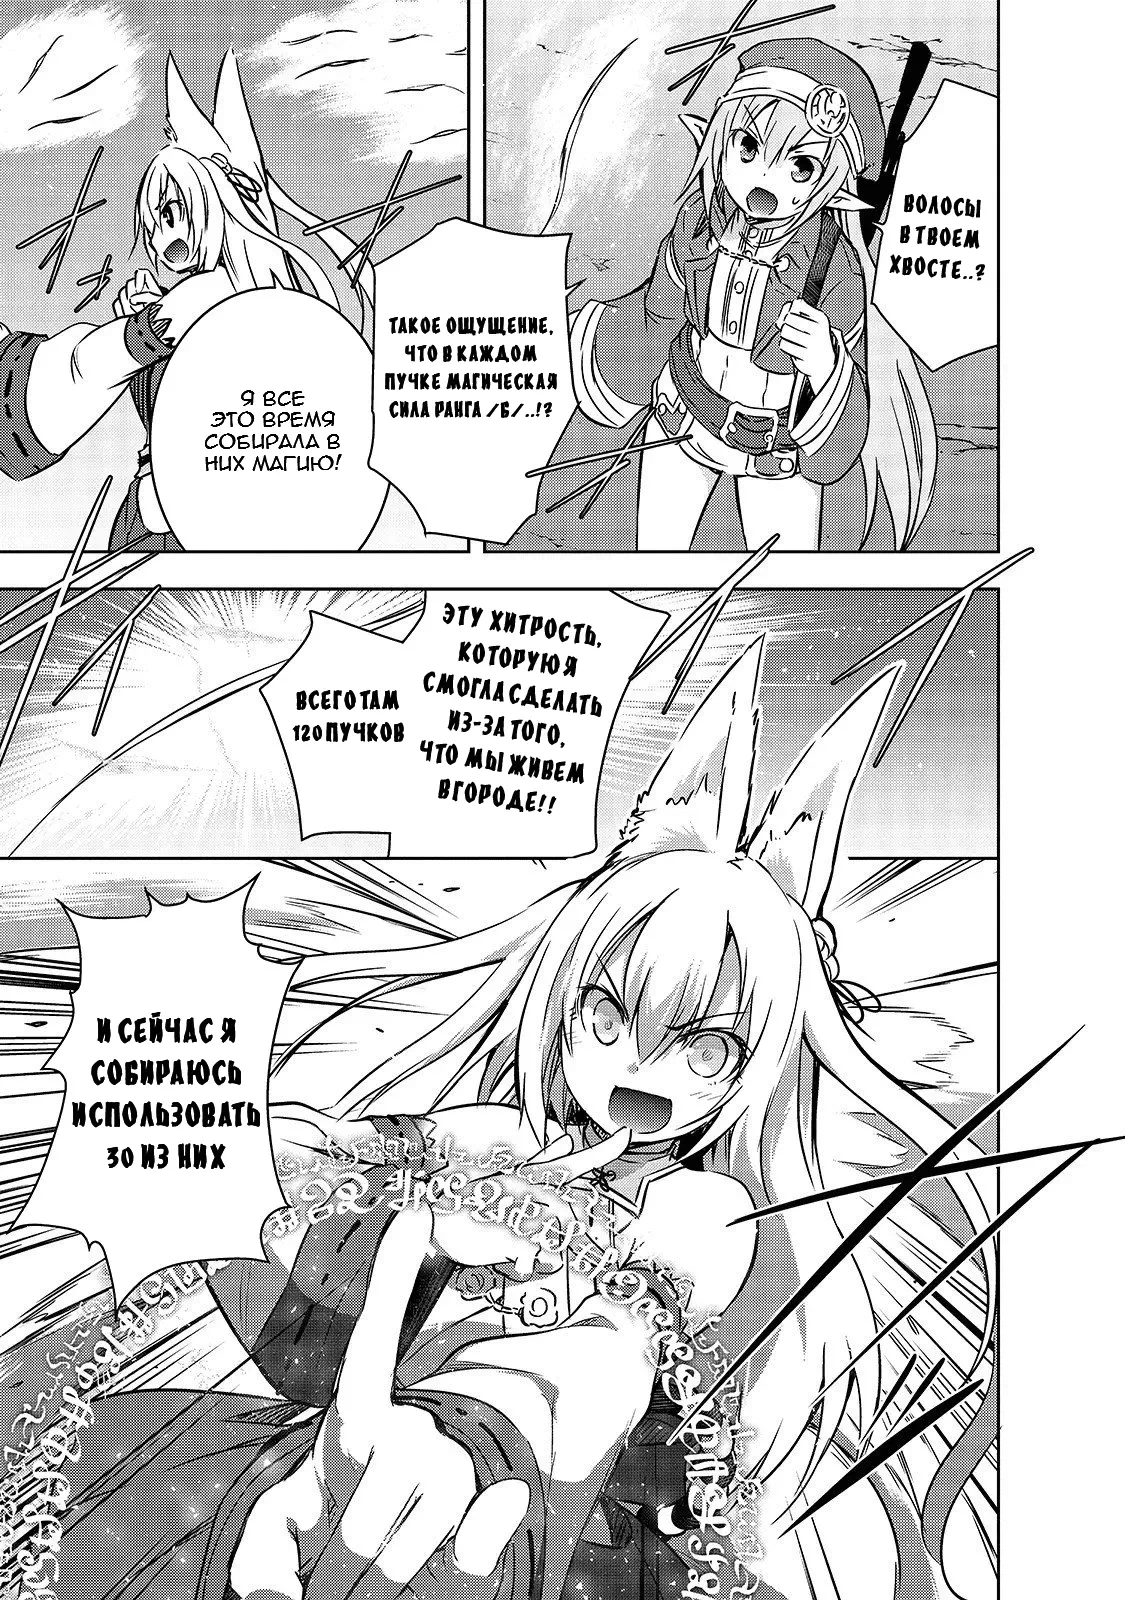 ВОЛОСЫ
В ТВОЕМ
ХВОСТЕ..?
ТАКОЕ ОЩУЩЕНИЕ,
ЧТО В КАЖДОМ
ПУЧКЕ МАГИЧЕСКАЯ
СИЛА РАНГА /Б/..!?
Я ВСЕ
ЭТО ВРЕМЯ
СОБИРАЛА В
НИХ МАГИЮ!
ЭТУ ХИТРОСТЬ,
КОТОРУЮ Я
СМОГЛА СДЕЛАТЬ
ИЗ-ЗА ТОГО,
ЧТО МЫ ЖИВЕМ
В ГОРОДЕ!!
ВСЕГО ТАМ
120 ПУЧКОВ
И СЕЙЧАС Я
СОБИРАЮСЬ
ИСПОЛЬЗОВАТЬ
30 ИЗ НИХ